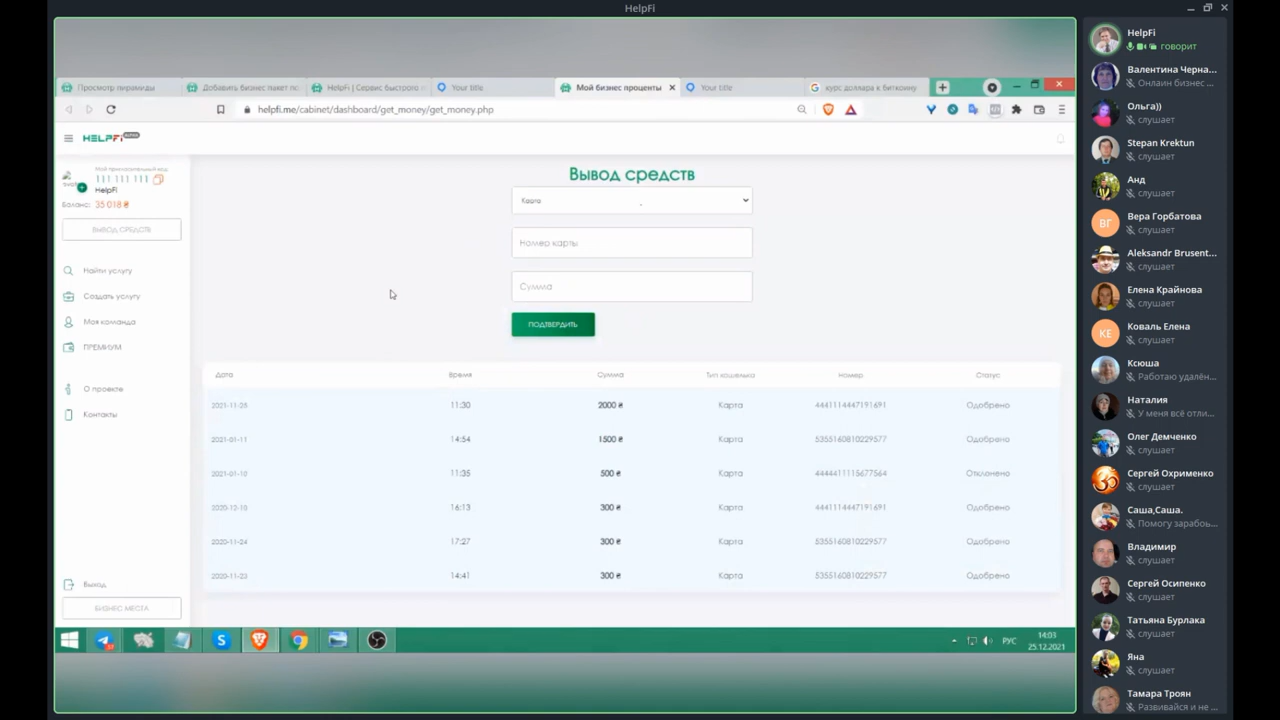 HelpFi
Просмотр пирамиды
Добавить бизнес пакет по
HelpFi | Сервис быстрого п
Your title
Мой бизнес проценты
Your title
курс доллара к биткоину
helpfi.me/cabinet/dashboard/get_money/get_money.php
HELPFI
Мой пригласительный код:
111 111 111
HelpFi
Баланс: 35 018 ₴
ВЫВОД СРЕДСТВ
Найти услугу
Создать услугу
Моя команда
ПРЕМИУМ
О проекте
Контакты
Выход
БИЗНЕС МЕСТА
Вывод средств
Карта
Номер карты
Сумма
ПОДТВЕРДИТЬ
Дата Время Сумма Тип кошелька Номер Статус
2021-11-25 11:30 2000 ₴ Карта 4441114447191691 Одобрено
2021-01-11 14:54 1500 ₴ Карта 5355160810229577 Одобрено
2021-01-10 11:35 500 ₴ Карта 4444411115677564 Отклонено
2020-12-10 16:13 300 ₴ Карта 4441114447191691 Одобрено
2020-11-24 17:27 300 ₴ Карта 5355160810229577 Одобрено
2020-11-23 14:41 300 ₴ Карта 5355160810229577 Одобрено
РУС
14:03
25.12.2021
HelpFi
говорит
Валентина Черна...
Онлайн бизнес ...
Ольга))
слушает
Stepan Krektun
слушает
Анд
слушает
ВГ
Вера Горбатова
слушает
Aleksandr Brusent...
слушает
Елена Крайнова
слушает
КЕ
Коваль Елена
слушает
Ксюша
Работаю удалён...
Наталия
У меня всё отли...
Олег Демченко
слушает
Сергей Охрименко
слушает
Саша,Саша.
Помогу заработ...
Владимир
слушает
Сергей Осипенко
слушает
Татьяна Бурлака
слушает
Яна
слушает
Тамара Троян
Развивайся и не ...